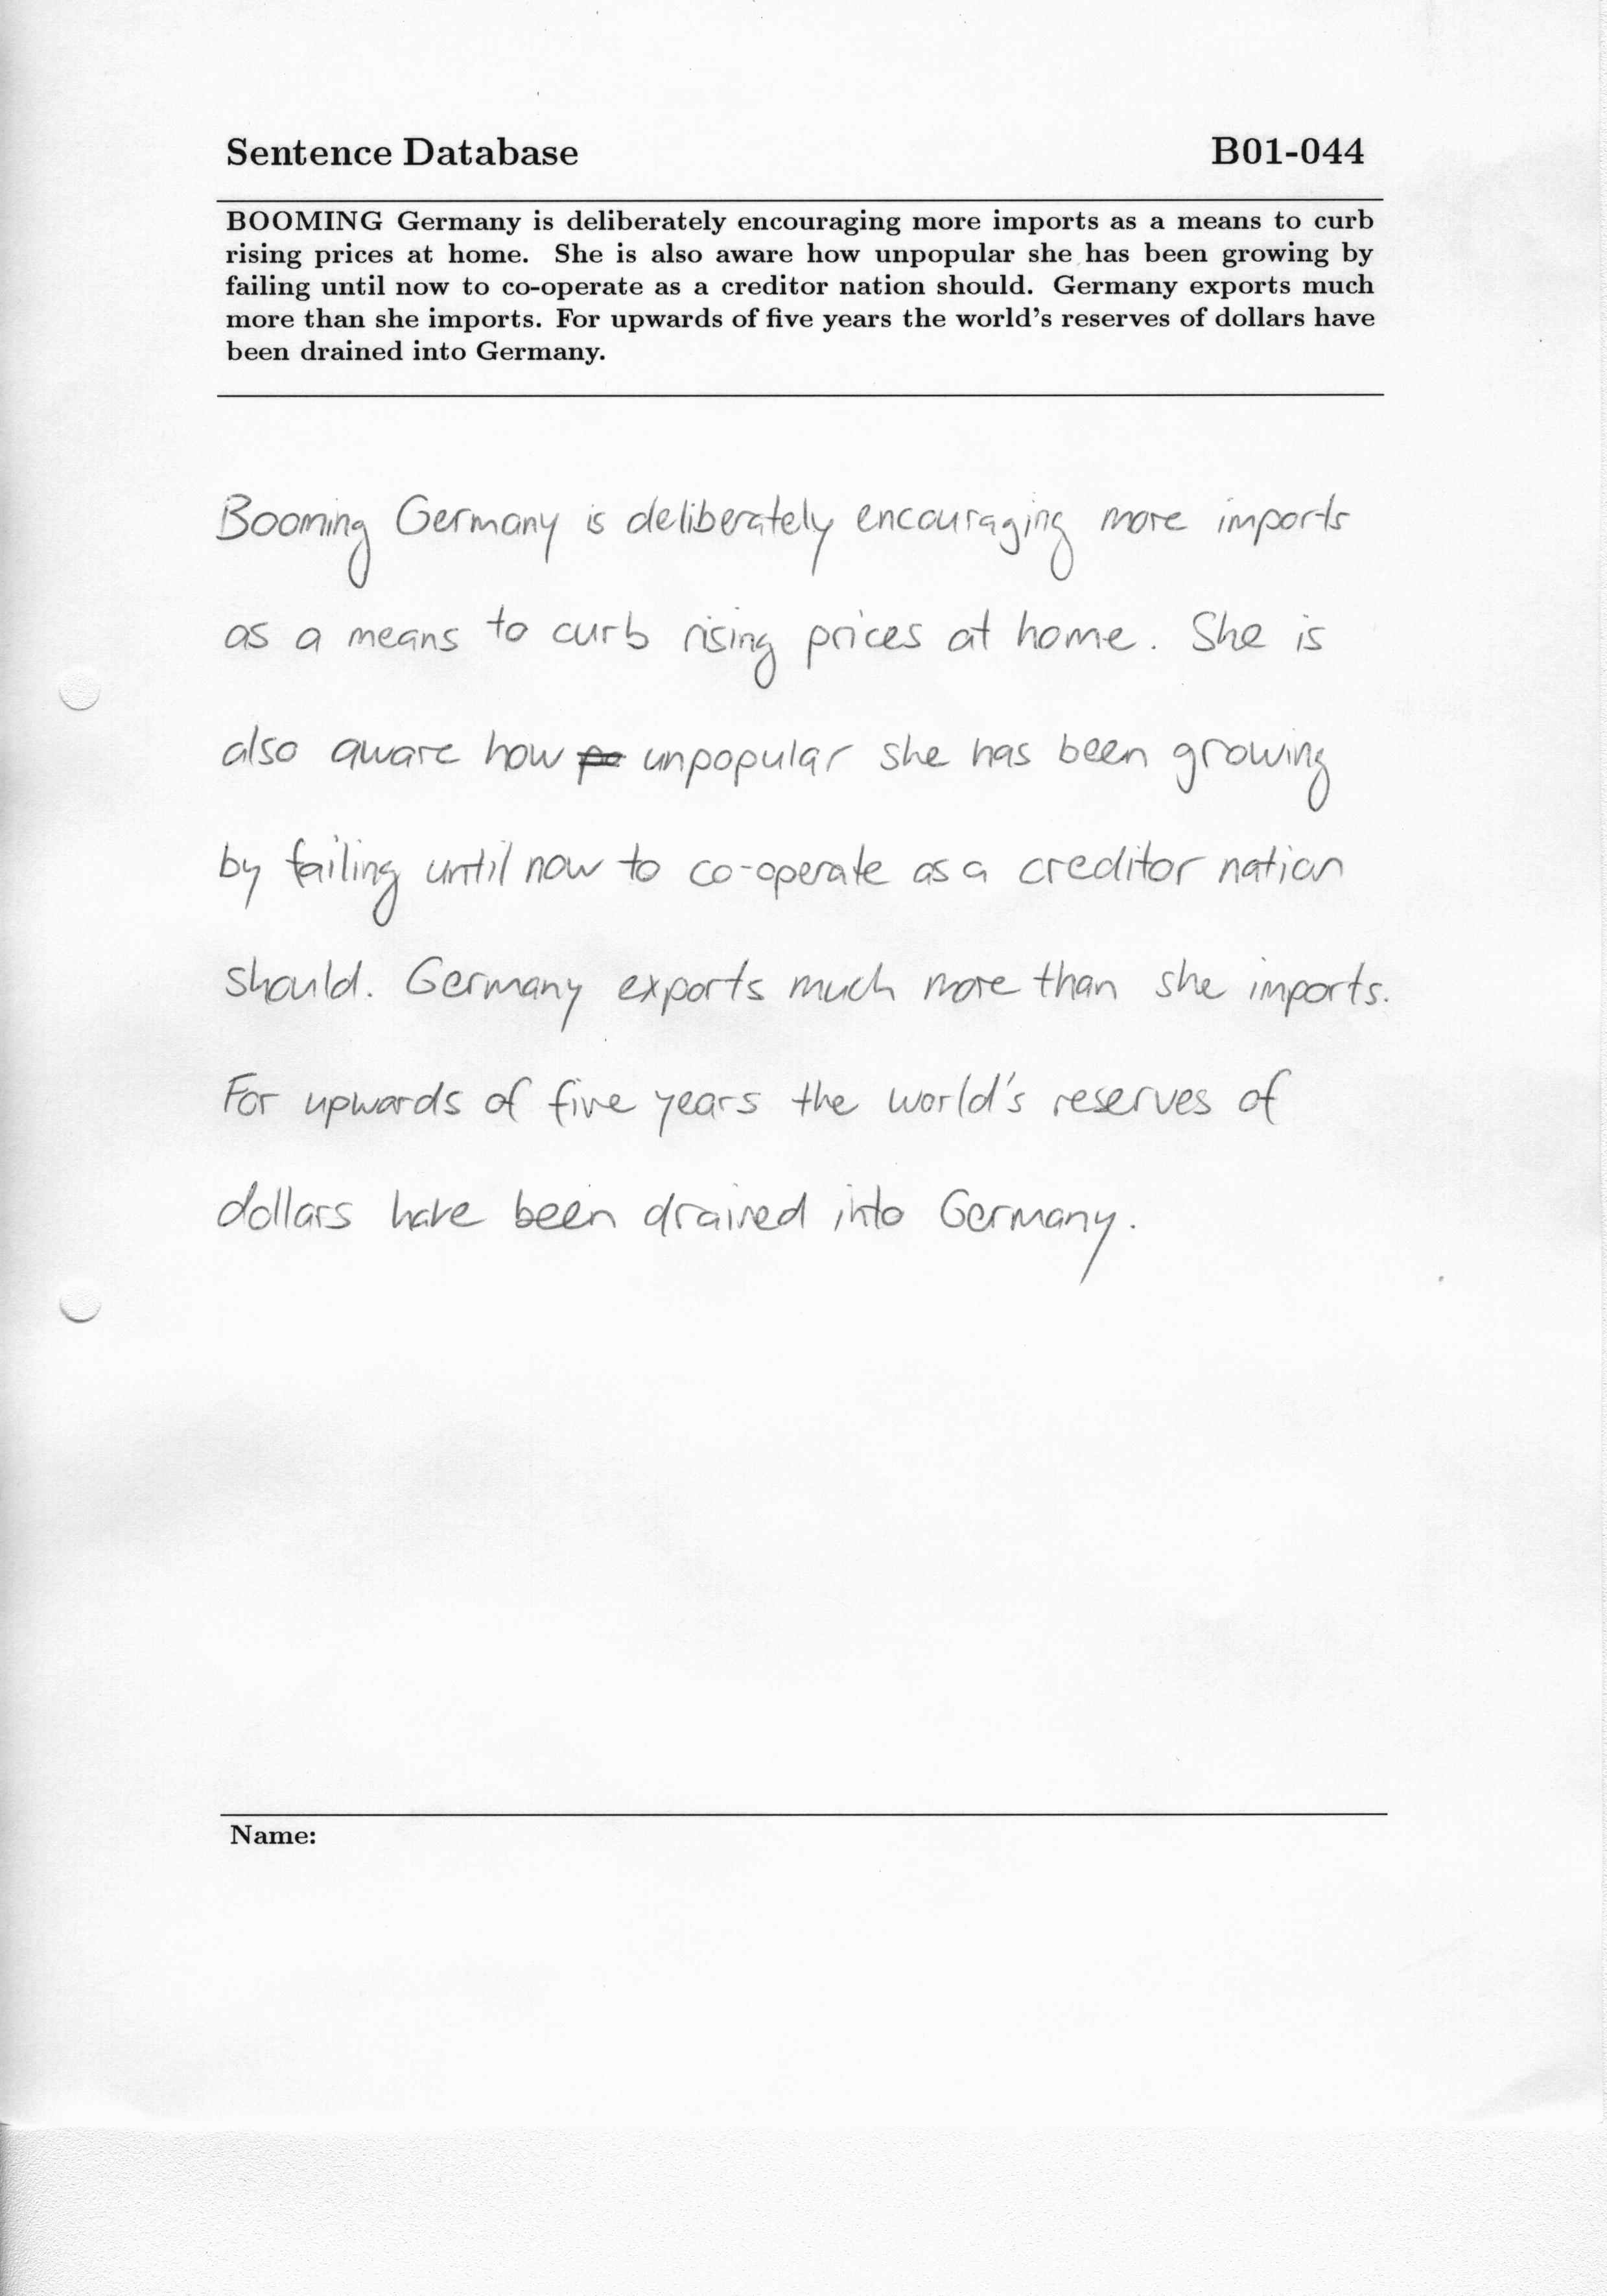 Sentence Database B01-044
BOOMING Germany is deliberately encouraging more imports as a means to curb
rising prices at home. She is also aware how unpopular she has been growing by
failing until now to co-operate as a creditor nation should. Germany exports much
more than she imports. For upwards of five years the world's reserves of dollars have
been drained into Germany.
Booming Germany is deliberately encouraging more imports
as a means to curb rising prices at home. She is
also aware how po unpopular she has been growing
by failing until now to co-operate as a creditor nation
should. Germany exports much more than she imports.
For upwards of five years the world's reserves of
dollars have been drained into Germany.
Name: